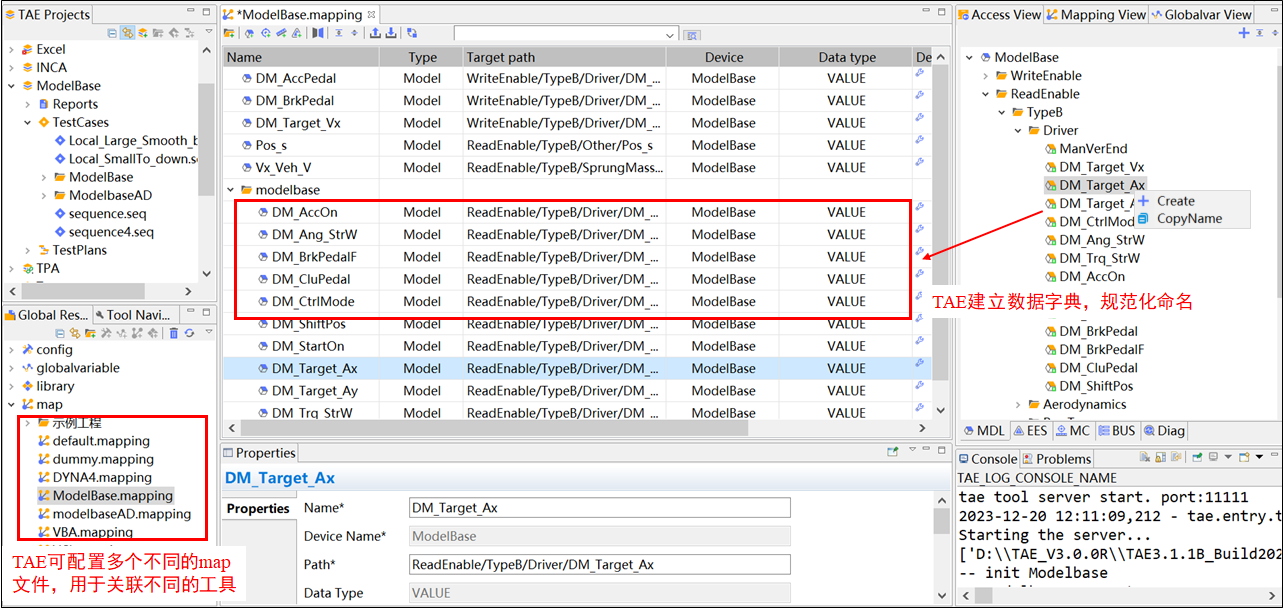 TAE Projects
Excel
INCA
ModelBase
Reports
TestCases
Local_Large_Smooth_b
Local_SmallTo_down.s
ModelBase
ModelbaseAD
sequence.seq
sequence4.seq
TestPlans
TPA
Global Res... Tool Navi...
config
globalvariable
library
map
示例工程
default.mapping
dummy.mapping
DYNA4.mapping
ModelBase.mapping
modelbaseAD.mapping
VBA.mapping
TAE可配置多个不同的map
文件，用于关联不同的工具
*ModelBase.mapping
Name Type Target path Device Data type De
DM_AccPedal Model WriteEnable/TypeB/Driver/DM_... ModelBase VALUE
DM_BrkPedal Model WriteEnable/TypeB/Driver/DM_... ModelBase VALUE
DM_Target_Vx Model WriteEnable/TypeB/Driver/DM_... ModelBase VALUE
Pos_s Model ReadEnable/TypeB/Other/Pos_s ModelBase VALUE
Vx_Veh_V Model ReadEnable/TypeB/SprungMass... ModelBase VALUE
modelbase
DM_AccOn Model ReadEnable/TypeB/Driver/DM_... ModelBase VALUE
DM_Ang_StrW Model ReadEnable/TypeB/Driver/DM_... ModelBase VALUE
DM_BrkPedalF Model ReadEnable/TypeB/Driver/DM_... ModelBase VALUE
DM_CluPedal Model ReadEnable/TypeB/Driver/DM_... ModelBase VALUE
DM_CtrlMode Model ReadEnable/TypeB/Driver/DM_... ModelBase VALUE
DM_ShiftPos Model ReadEnable/TypeB/Driver/DM_... ModelBase VALUE
DM_StartOn Model ReadEnable/TypeB/Driver/DM_... ModelBase VALUE
DM_Target_Ax Model ReadEnable/TypeB/Driver/DM_... ModelBase VALUE
DM_Target_Ay Model ReadEnable/TypeB/Driver/DM_... ModelBase VALUE
DM_Trq_StrW Model ReadEnable/TypeB/Driver/DM_... ModelBase VALUE
Properties
DM_Target_Ax
Properties
Name* DM_Target_Ax
Device Name* ModelBase
Path* ReadEnable/TypeB/Driver/DM_Target_Ax
Data Type VALUE
Access View Mapping View Globalvar View
ModelBase
WriteEnable
ReadEnable
TypeB
Driver
ManVerEnd
DM_Target_Vx
DM_Target_Ax
DM_Target_A
DM_CtrlMod
DM_Ang_StrW
DM_Trq_StrW
DM_AccOn
Create
CopyName
TAE建立数据字典，规范化命名
DM_BrkPedal
DM_BrkPedalF
DM_CluPedal
DM_ShiftPos
Aerodynamics
MDL EES MC BUS Diag
Console Problems
TAE_LOG_CONSOLE_NAME
tae tool server start. port:11111
2023-12-20 12:11:09,212 - tae.entry.t
Starting the server...
['D:\\TAE_V3.0.0R\\TAE3.1.1B_Build202
-- init Modelbase